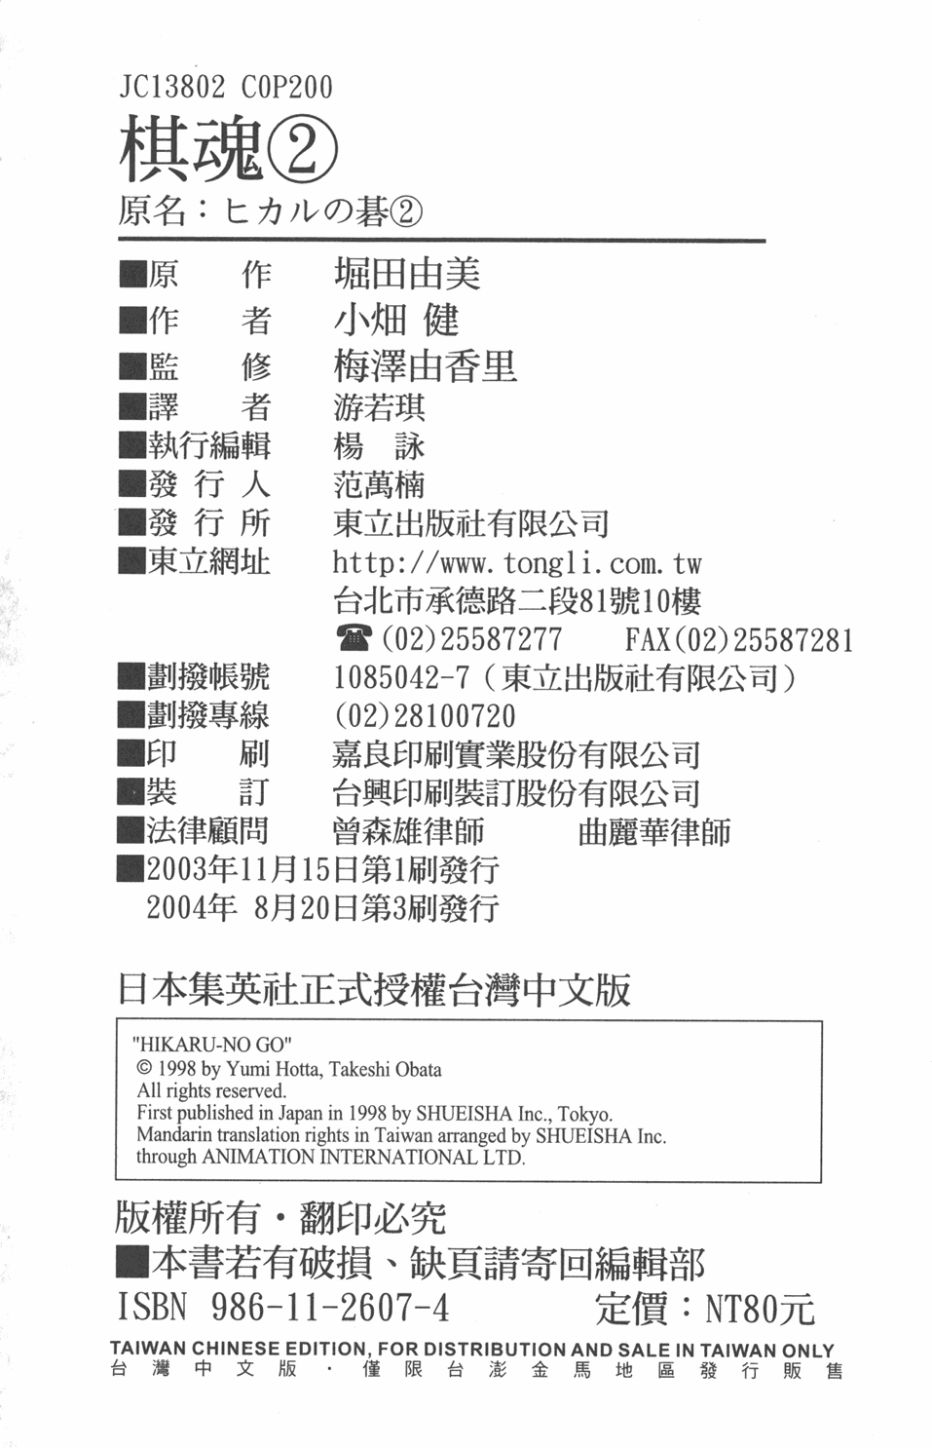 JC13802 C0P200
棋魂②
原名：ヒカルの碁②
■原　　作　堀田由美
■作　　者　小畑 健
■監　　修　梅澤由香里
■譯　　者　游若琪
■執行編輯　楊　詠
■發 行 人　范萬楠
■發 行 所　東立出版社有限公司
■東立網址　http://www.tongli.com.tw
台北市承德路二段81號10樓
☎(02)25587277　FAX(02)25587281
■劃撥帳號　1085042-7（東立出版社有限公司）
■劃撥專線　(02)28100720
■印　　刷　嘉良印刷實業股份有限公司
■裝　　訂　台興印刷裝訂股份有限公司
■法律顧問　曾森雄律師　　曲麗華律師
■2003年11月15日第1刷發行
2004年 8月20日第3刷發行
日本集英社正式授權台灣中文版
"HIKARU-NO GO"
© 1998 by Yumi Hotta, Takeshi Obata
All rights reserved.
First published in Japan in 1998 by SHUEISHA Inc., Tokyo.
Mandarin translation rights in Taiwan arranged by SHUEISHA Inc.
through ANIMATION INTERNATIONAL LTD.
版權所有・翻印必究
■本書若有破損、缺頁請寄回編輯部
ISBN 986-11-2607-4　　定價：NT80元
TAIWAN CHINESE EDITION, FOR DISTRIBUTION AND SALE IN TAIWAN ONLY
台灣中文版・僅限台澎金馬地區發行販售